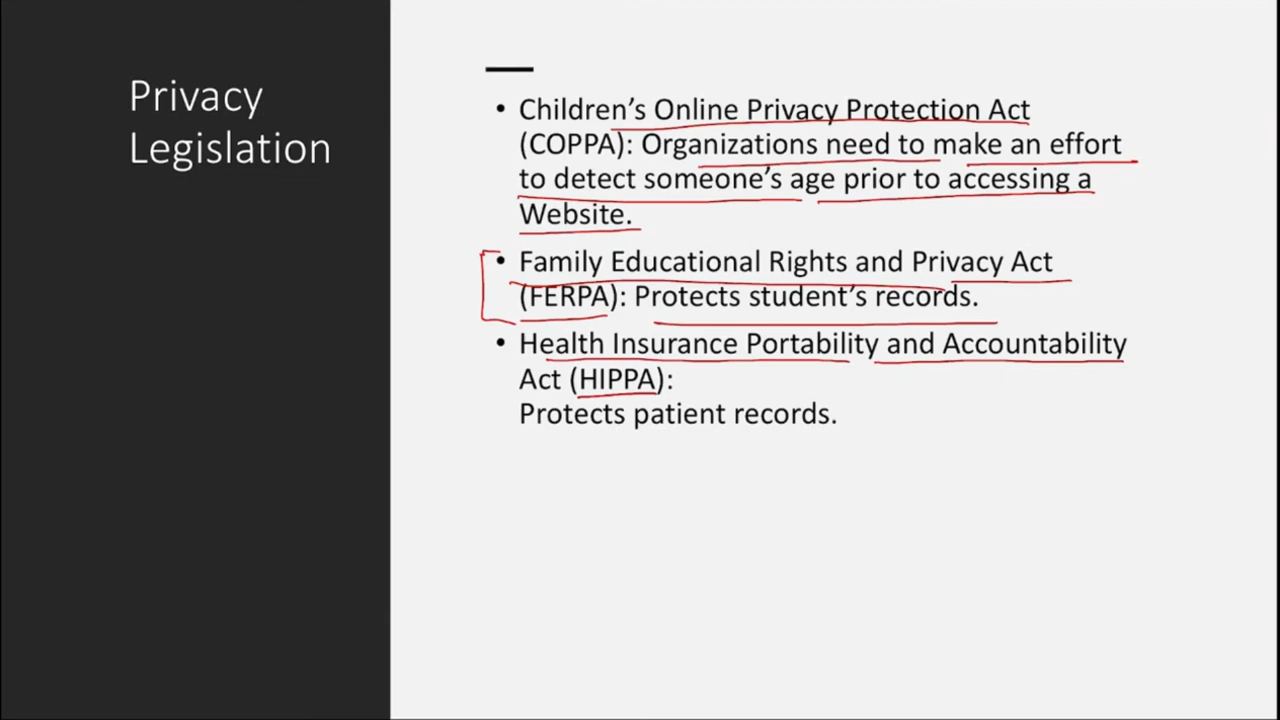 Privacy
Legislation
• Children’s Online Privacy Protection Act
(COPPA): Organizations need to make an effort
to detect someone’s age prior to accessing a
Website.
• Family Educational Rights and Privacy Act
(FERPA): Protects student’s records.
• Health Insurance Portability and Accountability
Act (HIPPA):
Protects patient records.